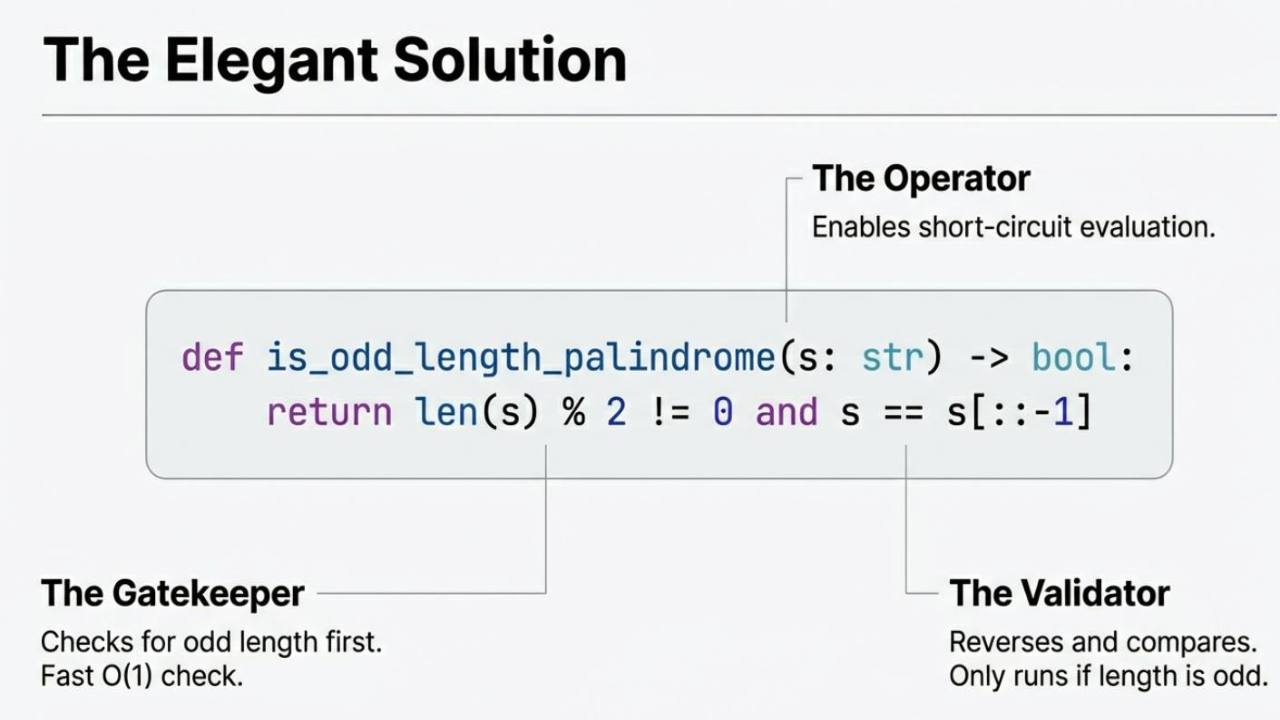 The Elegant Solution
The Operator
Enables short-circuit evaluation.
def is_odd_length_palindrome(s: str) -> bool:
    return len(s) % 2 != 0 and s == s[::-1]
The Gatekeeper
Checks for odd length first.
Fast O(1) check.
The Validator
Reverses and compares.
Only runs if length is odd.